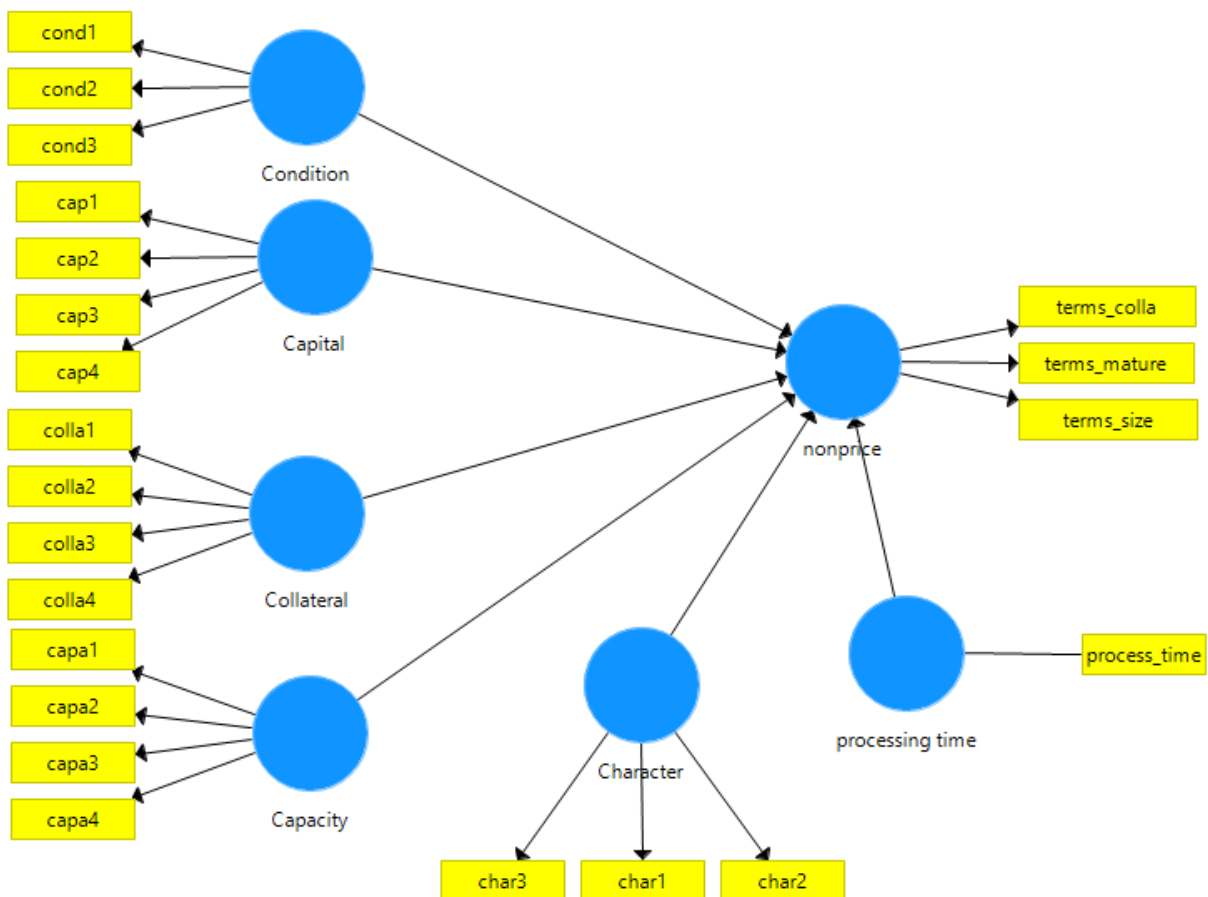 cond1
cond2
cond3
Condition
cap1
cap2
cap3
cap4
Capital
colla1
colla2
colla3
colla4
Collateral
capa1
capa2
capa3
capa4
Capacity
nonprice
terms_colla
terms_mature
terms_size
process_time
processing time
Character
char3
char1
char2